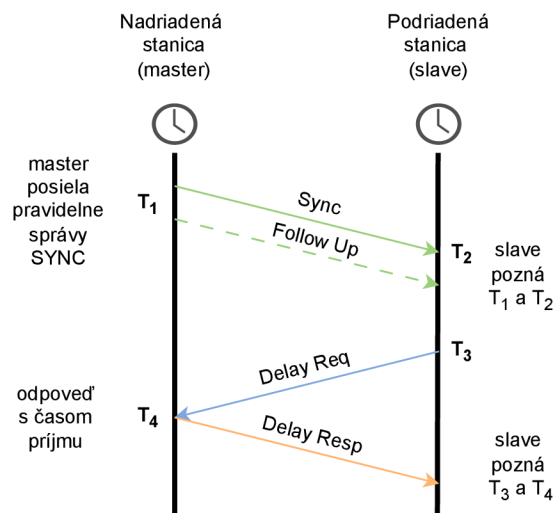 Nadriadená
stanica
(master)
Podriadená
stanica
(slave)
master
posiela
pravidelne
správy
SYNC
T1
Sync
Follow Up
T2
slave
pozná
T1 a T2
T3
Delay Req
odpoveď
s časom
príjmu
T4
Delay Resp
slave
pozná
T3 a T4